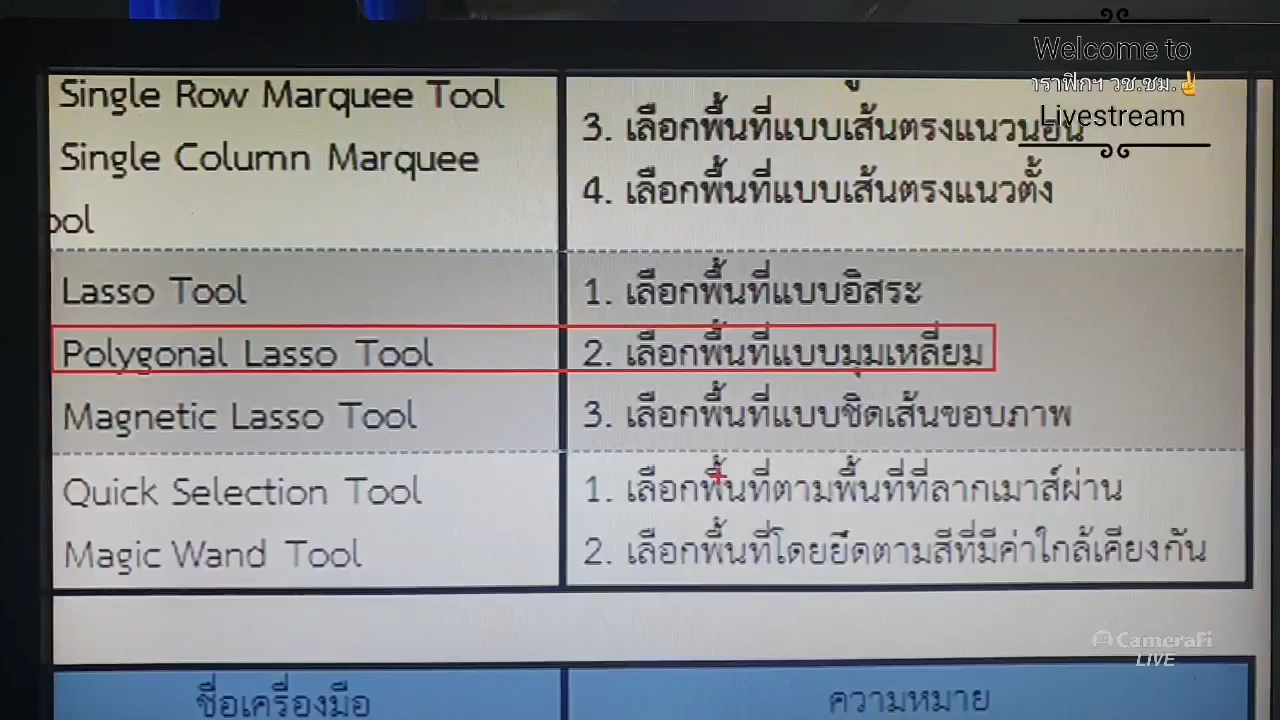 Welcome to
ราฟิกฯ วช.ชม.✌
Livestream
Single Row Marquee Tool
3. เลือกพื้นที่แบบเส้นตรงแนวนอน
Single Column Marquee
4. เลือกพื้นที่แบบเส้นตรงแนวตั้ง
ool
Lasso Tool
1. เลือกพื้นที่แบบอิสระ
Polygonal Lasso Tool
2. เลือกพื้นที่แบบมุมเหลี่ยม
Magnetic Lasso Tool
3. เลือกพื้นที่แบบชิดเส้นขอบภาพ
Quick Selection Tool
1. เลือกพื้นที่ตามพื้นที่ที่ลากเมาส์ผ่าน
Magic Wand Tool
2. เลือกพื้นที่โดยยึดตามสีที่มีค่าใกล้เคียงกัน
CameraFi
LIVE
ชื่อเครื่องมือ
ความหมาย